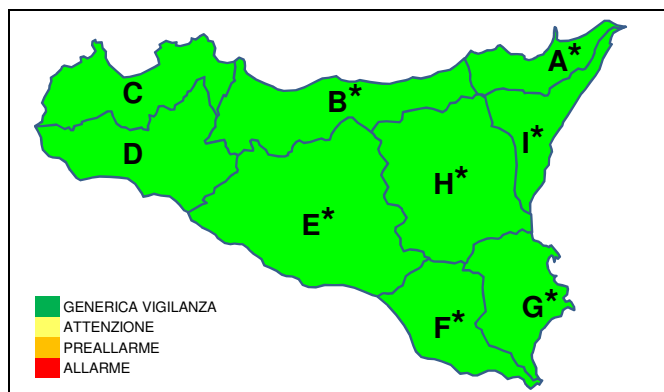 A*
C
B*
I*
D
H*
E*
G*
F*
GENERICA VIGILANZA
ATTENZIONE
PREALLARME
ALLARME